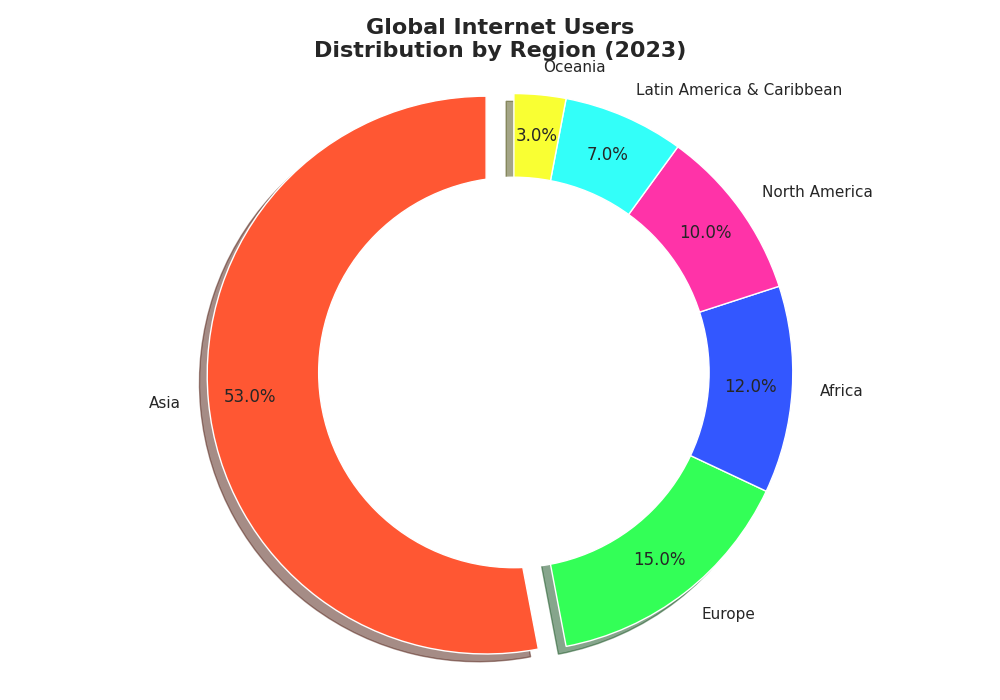 Global Internet Users
Distribution by Region (2023)
Oceania
Latin America & Caribbean
3.0%
7.0%
North America
10.0%
12.0%
Africa
53.0%
Asia
15.0%
Europe